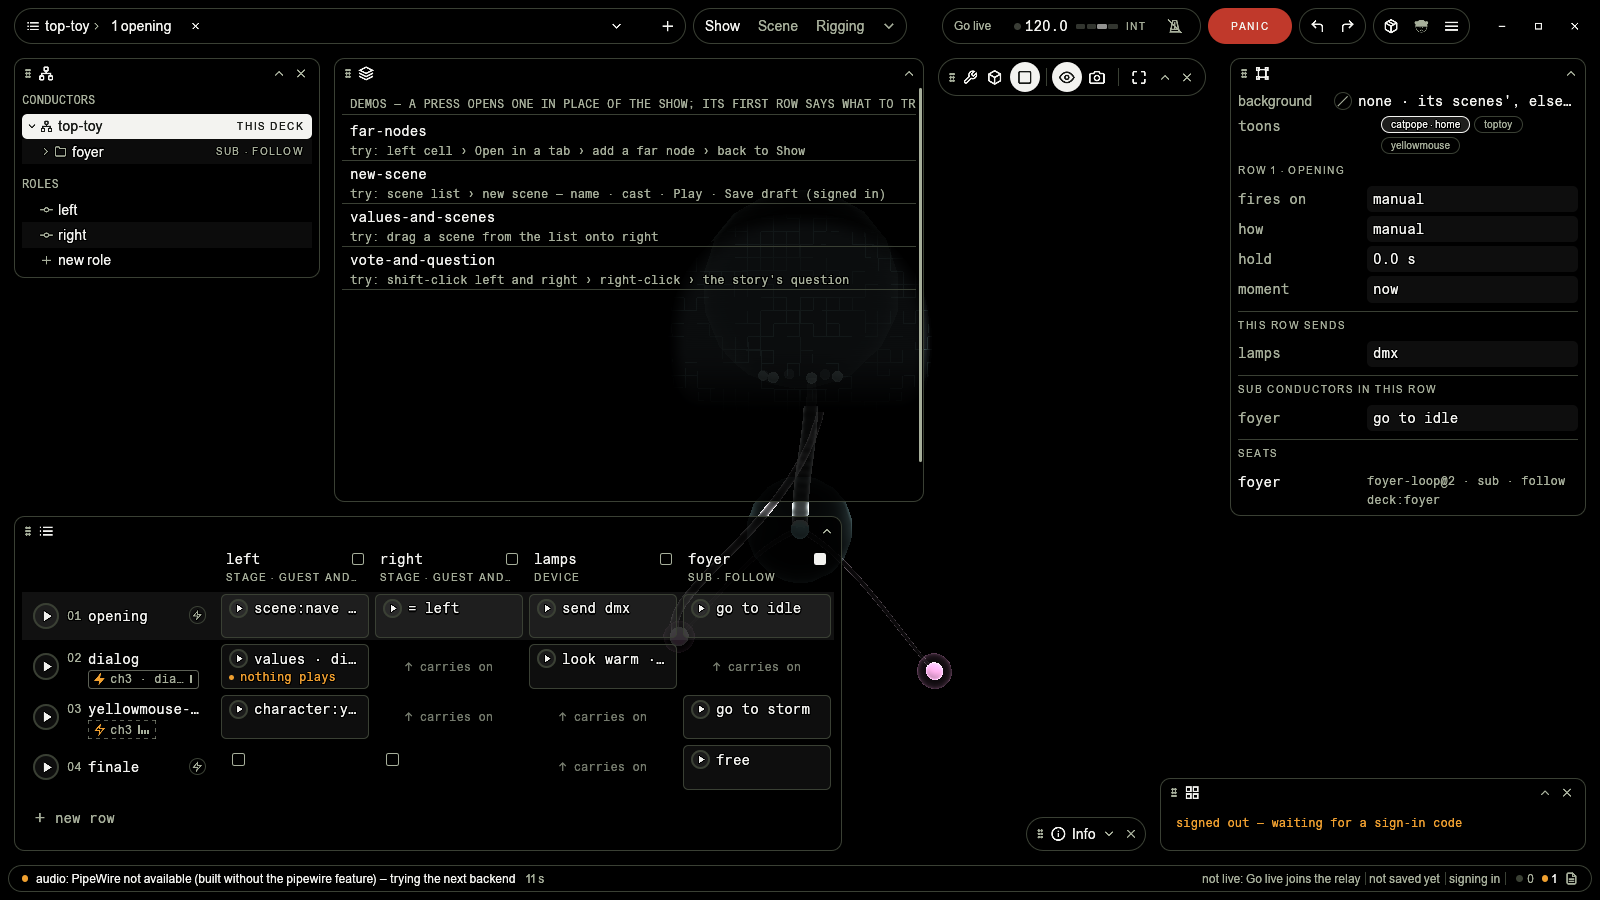 top-toy › 1 opening ×
Show Scene Rigging
Go live 120.0 INT
PANIC
CONDUCTORS
top-toy THIS DECK
foyer SUB · FOLLOW
ROLES
left
right
+ new role
DEMOS — A PRESS OPENS ONE IN PLACE OF THE SHOW; ITS FIRST ROW SAYS WHAT TO TR
far-nodes
try: left cell › Open in a tab › add a far node › back to Show
new-scene
try: scene list › new scene — name · cast · Play · Save draft (signed in)
values-and-scenes
try: drag a scene from the list onto right
vote-and-question
try: shift-click left and right › right-click › the story's question
background none · its scenes', else…
toons catpope · home toptoy
yellowmouse
ROW 1 · OPENING
fires on manual
how manual
hold 0.0 s
moment now
THIS ROW SENDS
lamps dmx
SUB CONDUCTORS IN THIS ROW
foyer go to idle
SEATS
foyer foyer-loop@2 · sub · follow
deck:foyer
left right lamps foyer
STAGE · GUEST AND… STAGE · GUEST AND… DEVICE SUB · FOLLOW
01 opening scene:nave … = left send dmx go to idle
02 dialog values · di… ↑ carries on look warm ·… ↑ carries on
ch3 · dia… nothing plays
03 yellowmouse-… character:y… ↑ carries on ↑ carries on go to storm
ch3
04 finale ↑ carries on free
+ new row
Info
signed out — waiting for a sign-in code
audio: PipeWire not available (built without the pipewire feature) — trying the next backend 11 s
not live: Go live joins the relay not saved yet signing in 0 1